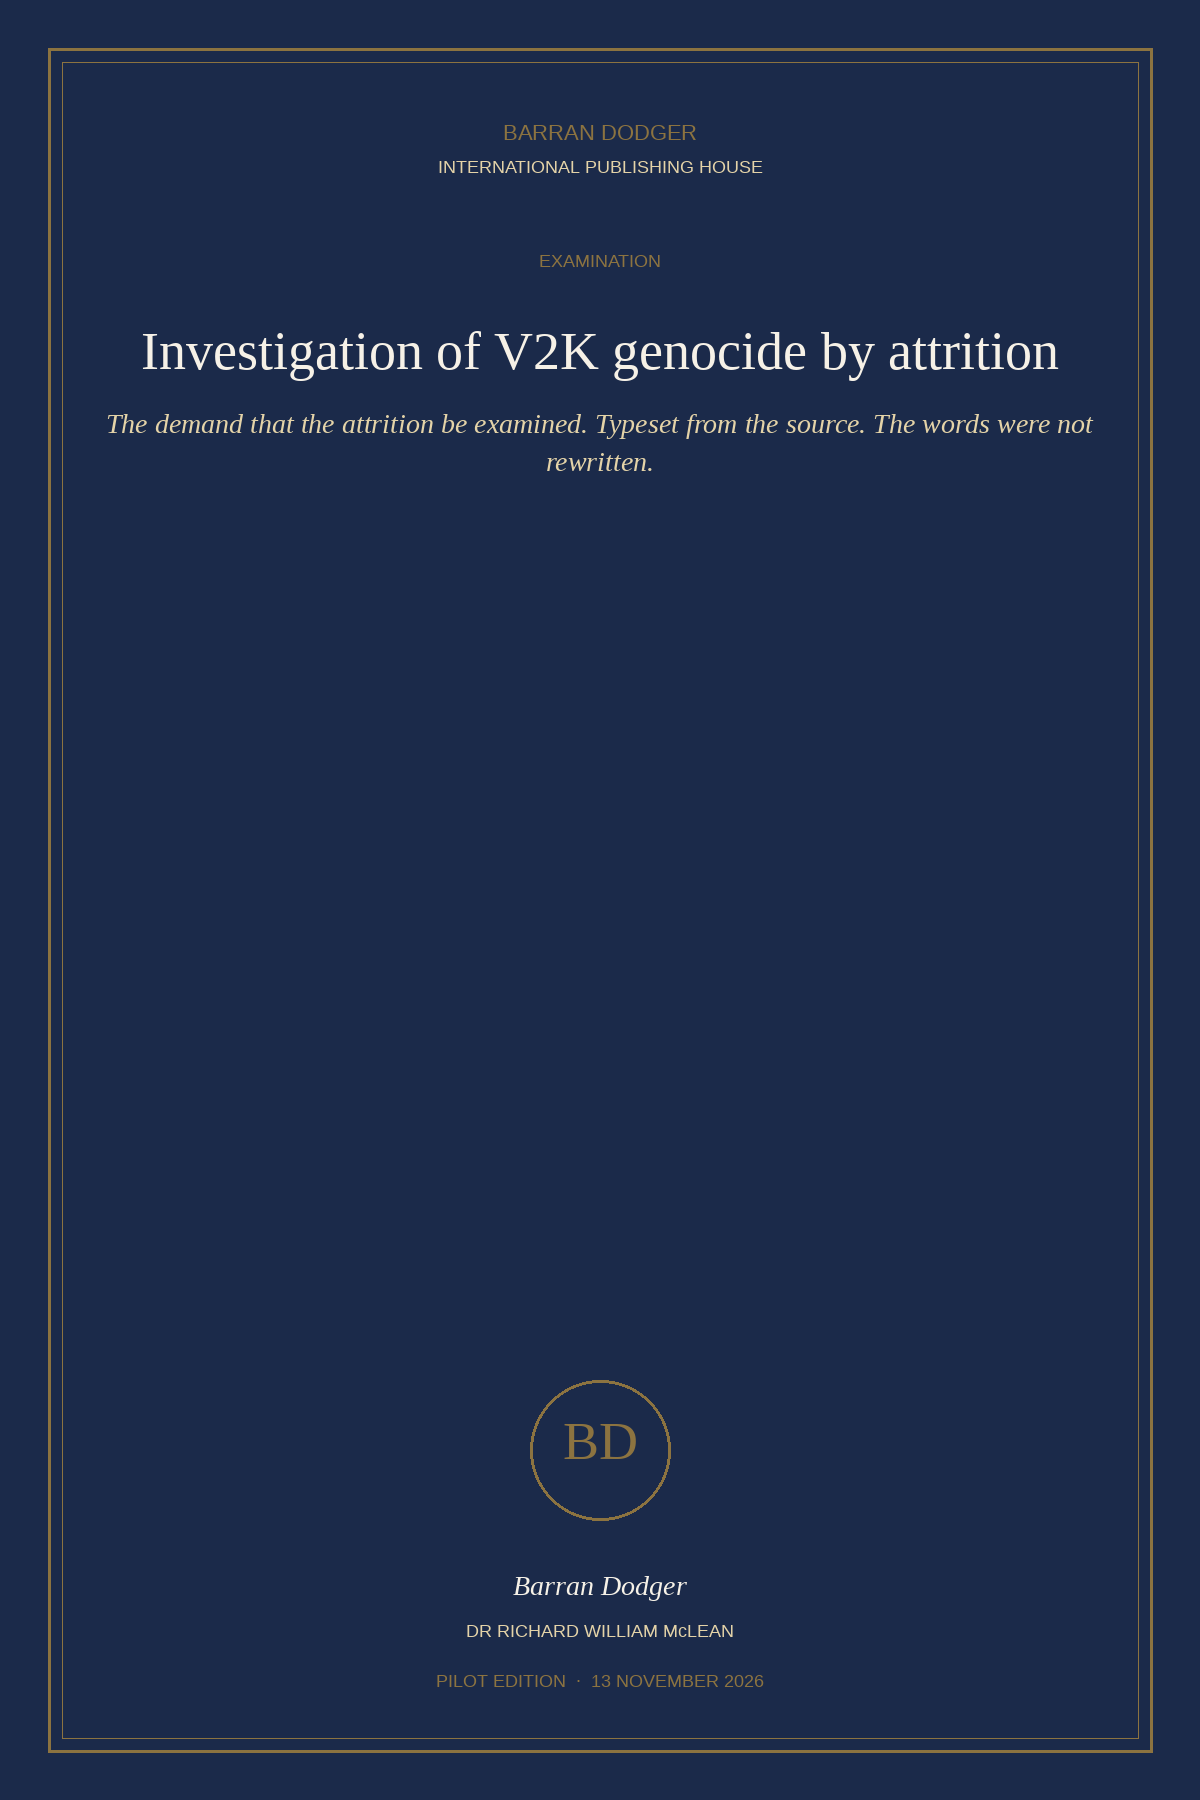 BARRAN DODGER
INTERNATIONAL PUBLISHING HOUSE
EXAMINATION
Investigation of V2K genocide by attrition
The demand that the attrition be examined. Typeset from the source. The words were not
rewritten.
BD
Barran Dodger
DR RICHARD WILLIAM McLEAN
PILOT EDITION · 13 NOVEMBER 2026